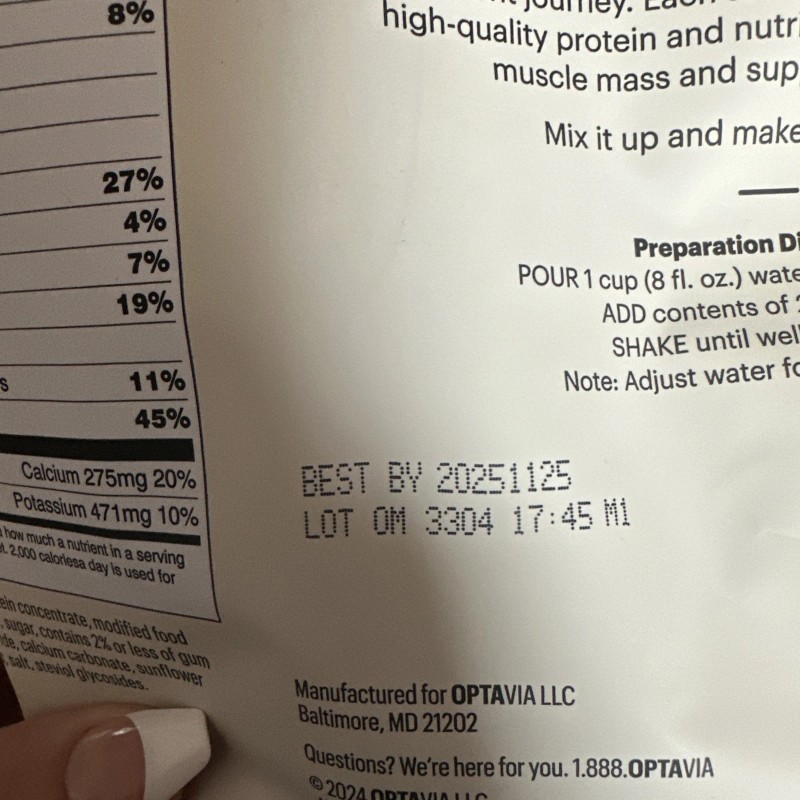 8%
27%
4%
7%
19%
s 11%
45%
Calcium 275mg 20%
Potassium 471mg 10%
how much a nutrient in a serving
2,000 calories a day is used for
concentrate, modified food
sugar, contains 2% or less of gum
calcium carbonate, sunflower
salt, steviol glycosides.
journey.
high-quality protein and nutr
muscle mass and sup
Mix it up and make
Preparation Di
POUR 1 cup (8 fl. oz.) wate
ADD contents of
SHAKE until well
Note: Adjust water fo
BEST BY 20251125
LOT OM 3304 17:45 M1
Manufactured for OPTAVIA LLC
Baltimore, MD 21202
Questions? We're here for you. 1.888.OPTAVIA
© 2024 OPTAVIA LLC